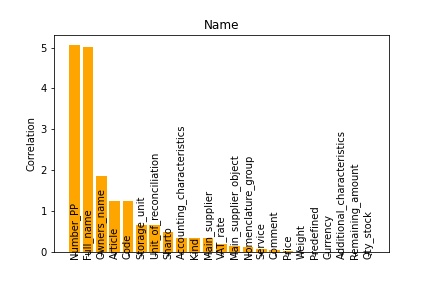 Name
Correlation
5
4
3
2
1
0
Number_PP
Full_name
Owners_name
Article
Code
Storage_unit
Unit_of_reconciliation
Sharto
Accounting_characteristics
Kind
Main_supplier
VAT_rate
Main_supplier_object
Nomenclature_group
Service
Comment
Price
Weight
Predefined
Currency
Additional_characteristics
Remaining_amount
Qty_stock